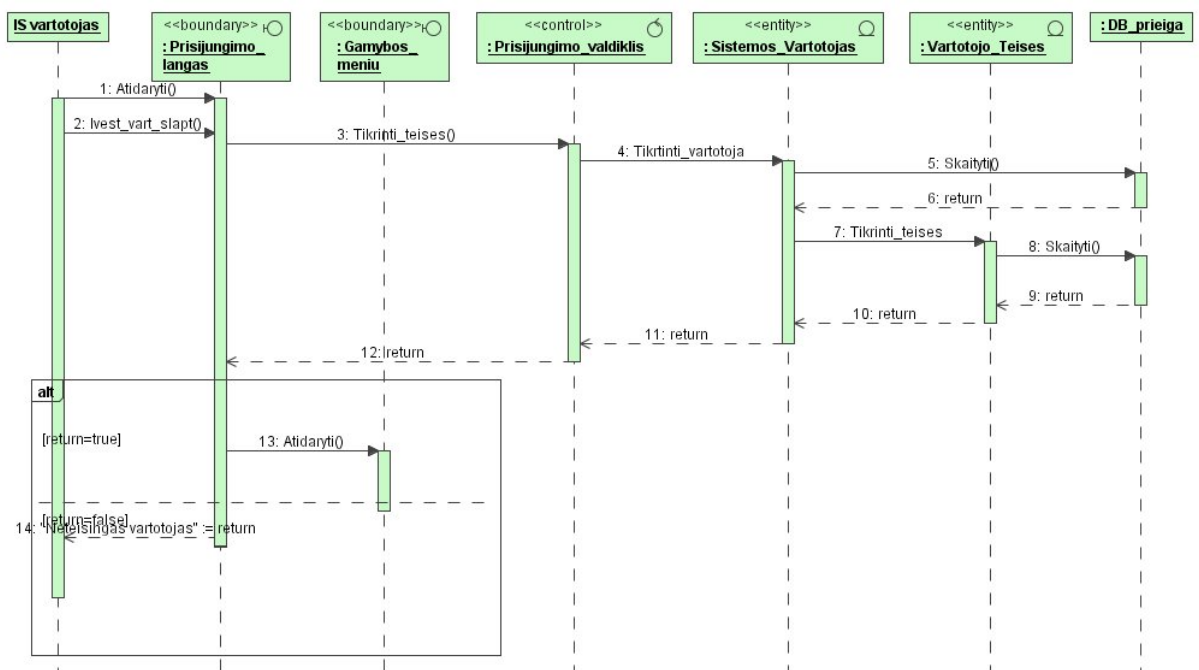 IS vartotojas
<<boundary>>
: Prisijungimo_
langas
<<boundary>>
: Gamybos_
meniu
<<control>>
: Prisijungimo_valdiklis
<<entity>>
: Sistemos_Vartotojas
<<entity>>
: Vartotojo_Teises
: DB_prieiga
1: Atidaryti()
2: Ivest_vart_slapt()
3: Tikrinti_teises()
4: Tikrtinti_vartotoja
5: Skaityti()
6: return
7: Tikrinti_teises
8: Skaityti()
9: return
10: return
11: return
12: return
alt
[return=true]
13: Atidaryti()
[return=false]
14: "Neteisingas vartotojas" := return